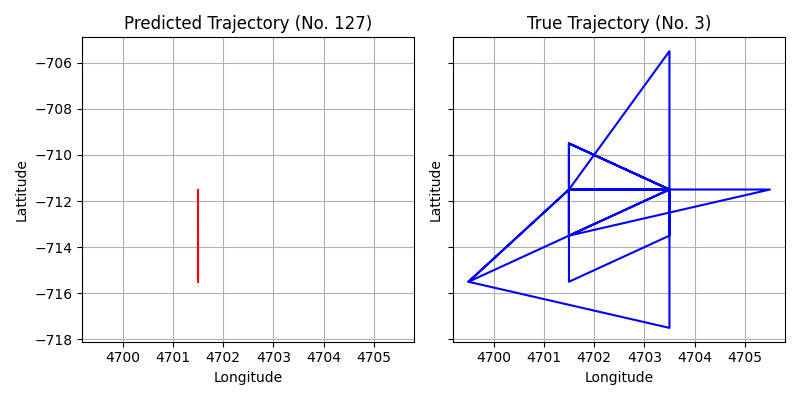 Predicted Trajectory (No. 127)
True Trajectory (No. 3)
Lattitude
−706
−708
−710
−712
−714
−716
−718
4700 4701 4702 4703 4704 4705
Longitude
Lattitude
4700 4701 4702 4703 4704 4705
Longitude